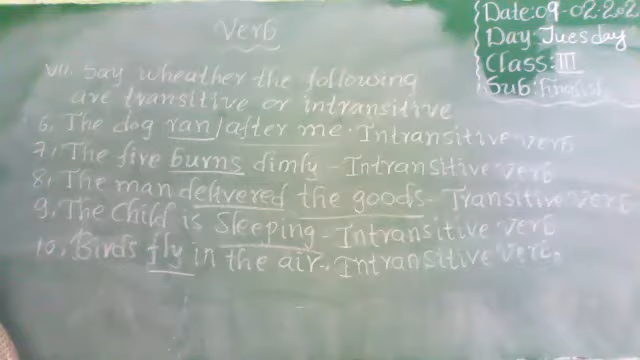 Verb
Date:09-02-202
Day:Tuesday
Class:III
Sub:English
VII. Say wheather the following
are transitive or intransitive
6. The dog ran/after me. Intransitive verb
7. The fire burns dimly - Intransitive verb
8. The man delivered the goods - Transitive verb
9. The Child is Sleeping - Intransitive verb
10. Birds fly in the air. Intransitive verb.